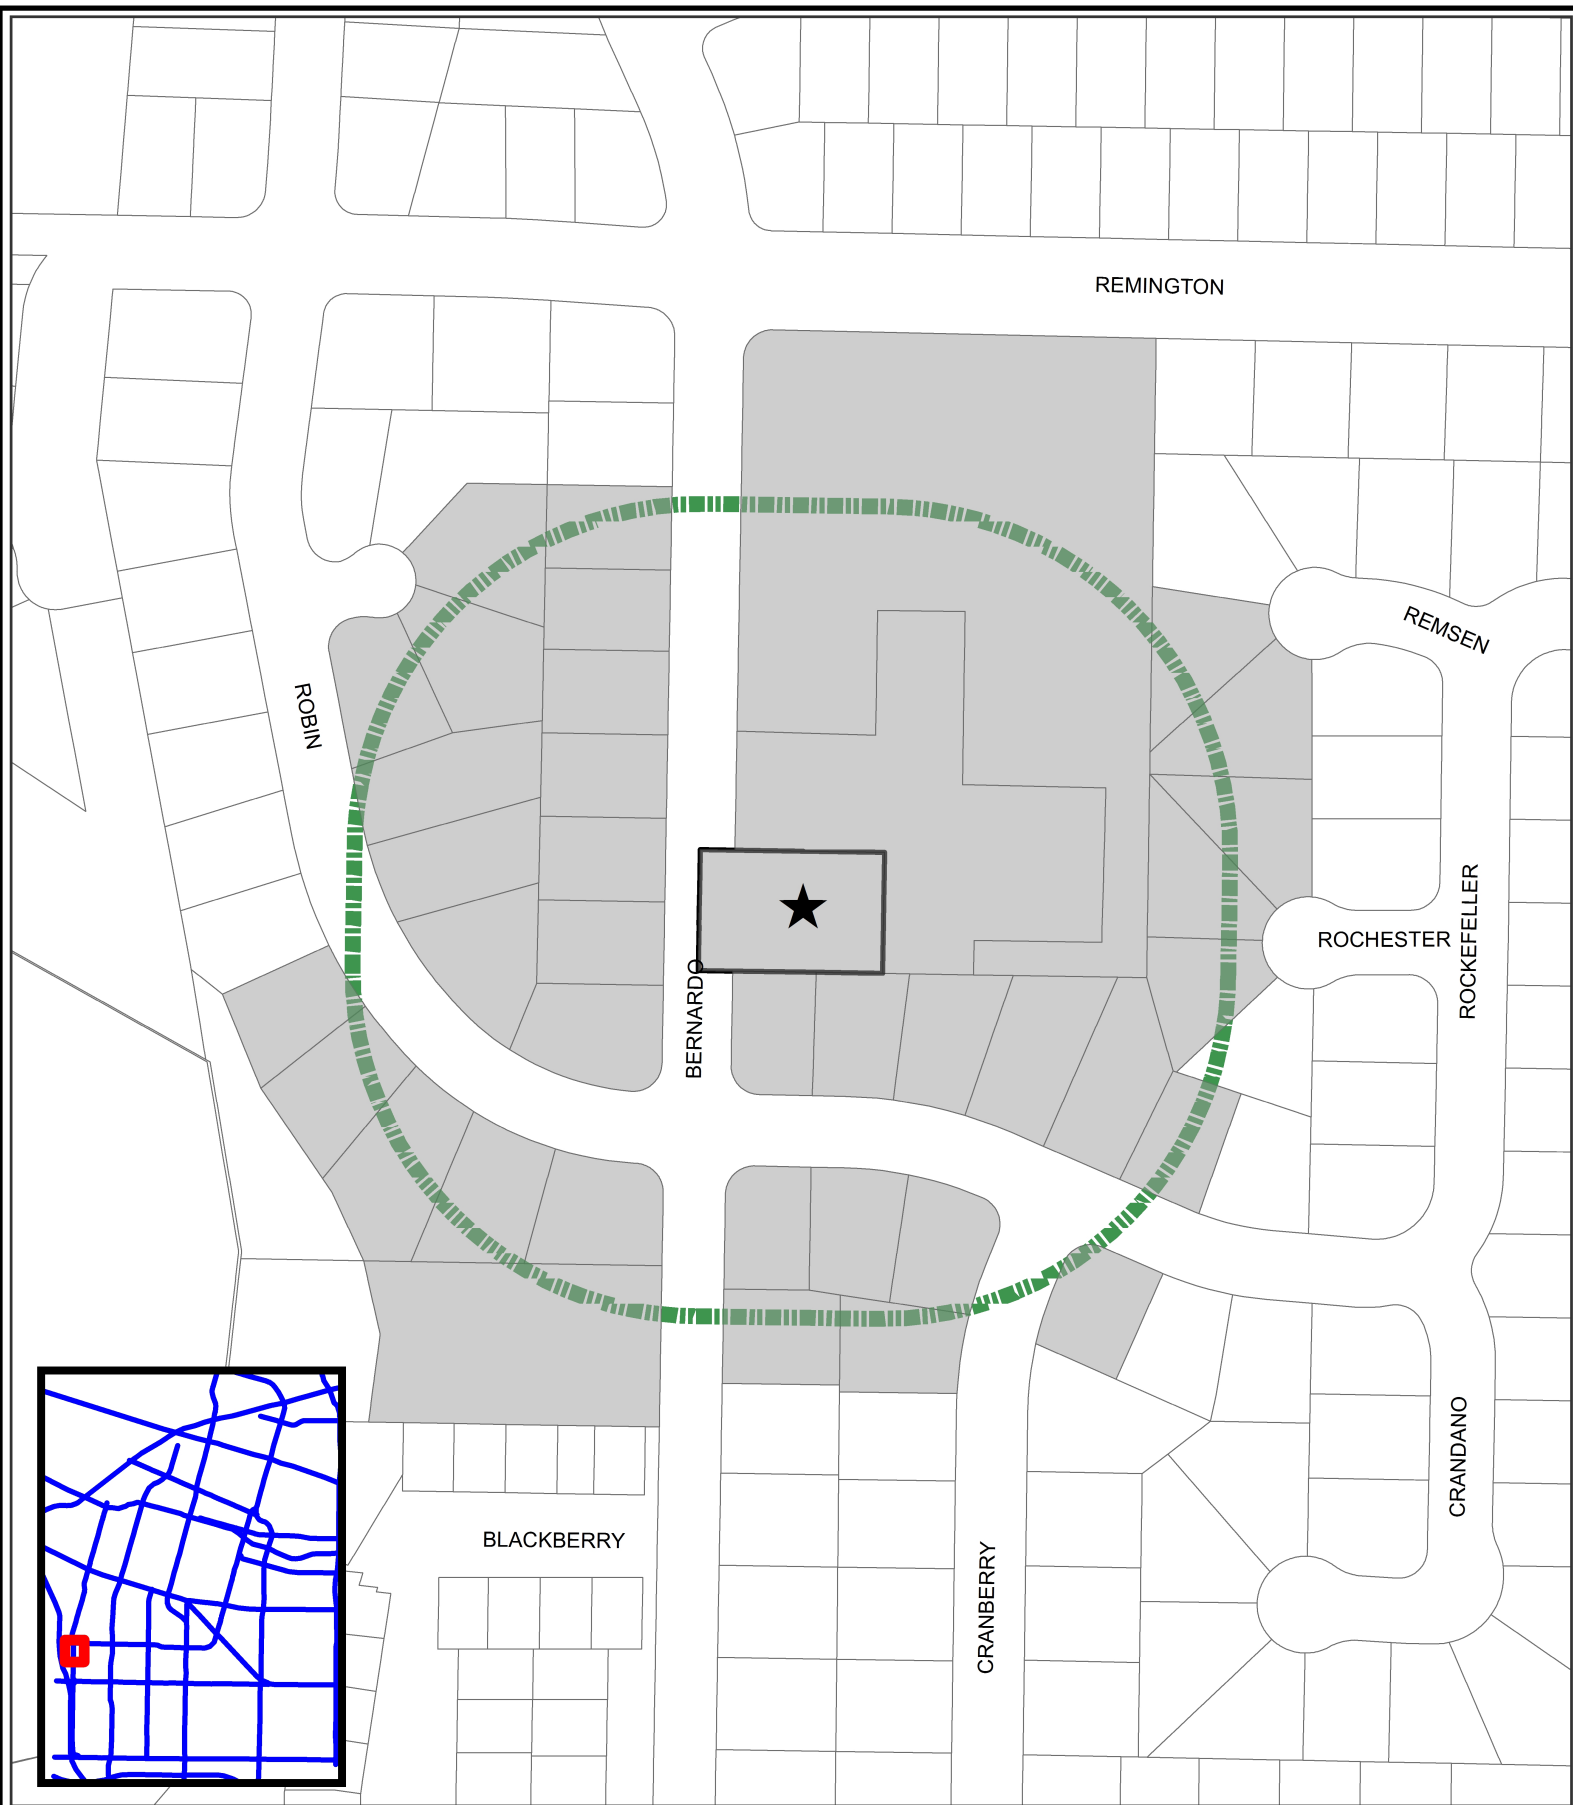 REMINGTON
REMSEN
ROBIN
ROCKEFELLER
ROCHESTER
BERNARDO
CRANDANO
BLACKBERRY
CRANBERRY